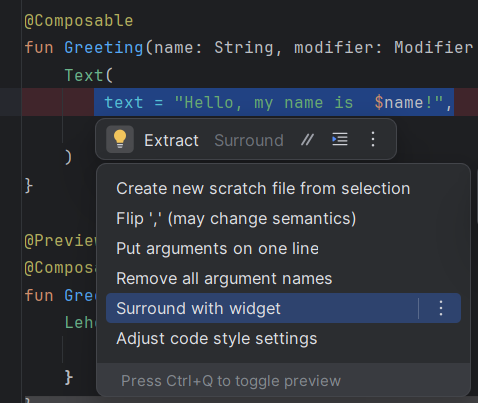 @Composable
fun Greeting(name: String, modifier: Modifier
Text(
text = "Hello, my name is  $name!",
Extract Surround //
)
}
Create new scratch file from selection
Flip ',' (may change semantics)
Put arguments on one line
@Preview
Remove all argument names
@Compos
fun Gre
Surround with widget
Leh
Adjust code style settings
}
Press Ctrl+Q to toggle preview
}